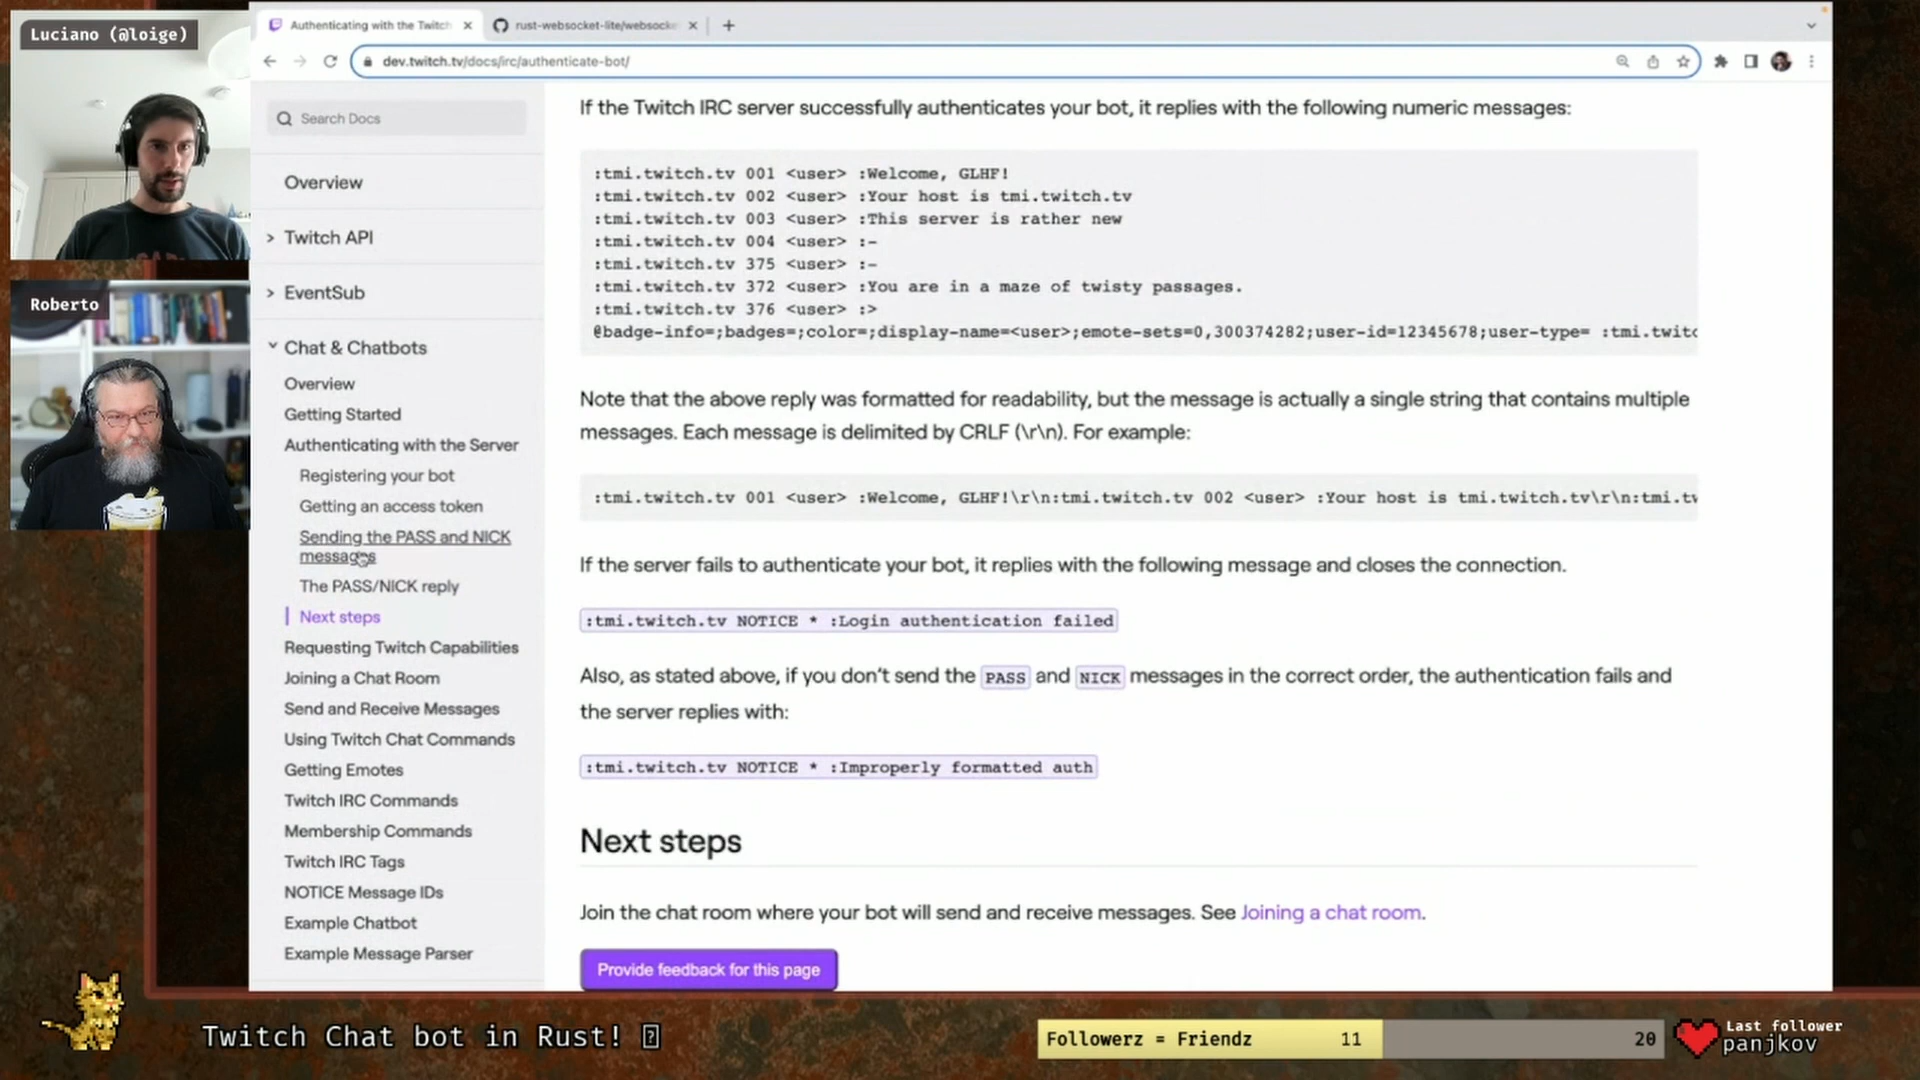 Luciano (@loige)
Roberto
Authenticating with the Twitch
rust-websocket-lite/websocke
dev.twitch.tv/docs/irc/authenticate-bot/
Search Docs
Overview
Twitch API
EventSub
Chat & Chatbots
Overview
Getting Started
Authenticating with the Server
Registering your bot
Getting an access token
Sending the PASS and NICK
messages
The PASS/NICK reply
Next steps
Requesting Twitch Capabilities
Joining a Chat Room
Send and Receive Messages
Using Twitch Chat Commands
Getting Emotes
Twitch IRC Commands
Membership Commands
Twitch IRC Tags
NOTICE Message IDs
Example Chatbot
Example Message Parser
If the Twitch IRC server successfully authenticates your bot, it replies with the following numeric messages:
:tmi.twitch.tv 001 <user> :Welcome, GLHF!
:tmi.twitch.tv 002 <user> :Your host is tmi.twitch.tv
:tmi.twitch.tv 003 <user> :This server is rather new
:tmi.twitch.tv 004 <user> :-
:tmi.twitch.tv 375 <user> :-
:tmi.twitch.tv 372 <user> :You are in a maze of twisty passages.
:tmi.twitch.tv 376 <user> :>
@badge-info=;badges=;color=;display-name=<user>;emote-sets=0,300374282;user-id=12345678;user-type= :tmi.twitc
Note that the above reply was formatted for readability, but the message is actually a single string that contains multiple
messages. Each message is delimited by CRLF (\r\n). For example:
:tmi.twitch.tv 001 <user> :Welcome, GLHF!\r\n:tmi.twitch.tv 002 <user> :Your host is tmi.twitch.tv\r\n:tmi.tv
If the server fails to authenticate your bot, it replies with the following message and closes the connection.
:tmi.twitch.tv NOTICE * :Login authentication failed
Also, as stated above, if you don't send the PASS and NICK messages in the correct order, the authentication fails and
the server replies with:
:tmi.twitch.tv NOTICE * :Improperly formatted auth
Next steps
Join the chat room where your bot will send and receive messages. See Joining a chat room.
Provide feedback for this page
Twitch Chat bot in Rust!
Followerz = Friendz 11 20
Last follower
panjkov